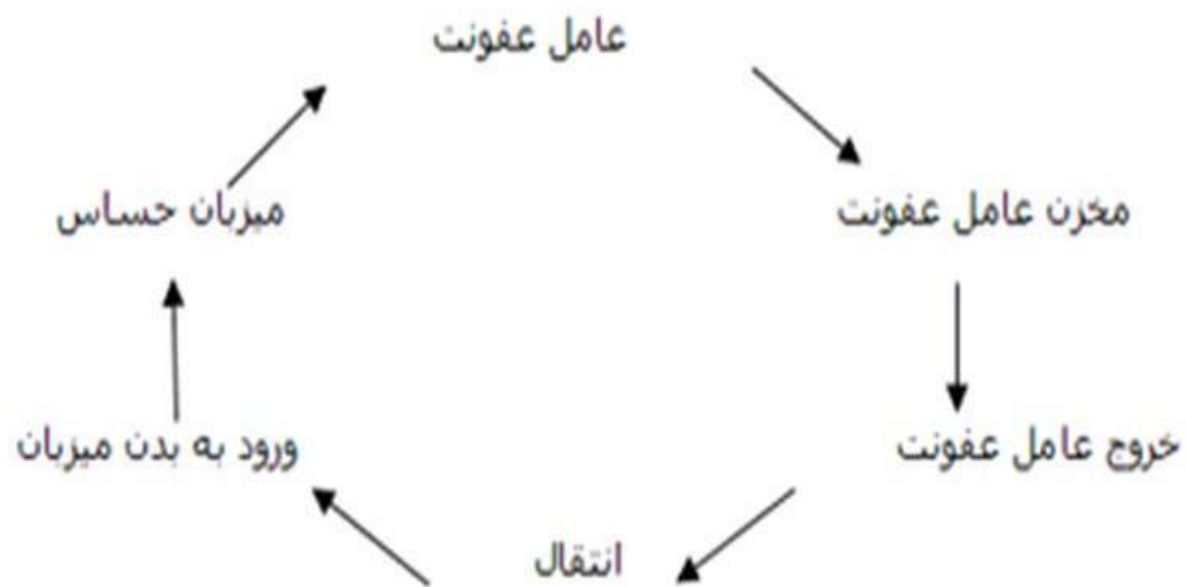 عامل عفونت
مخزن عامل عفونت
خروج عامل عفونت
انتقال
ورود به بدن میزبان
میزبان حساس